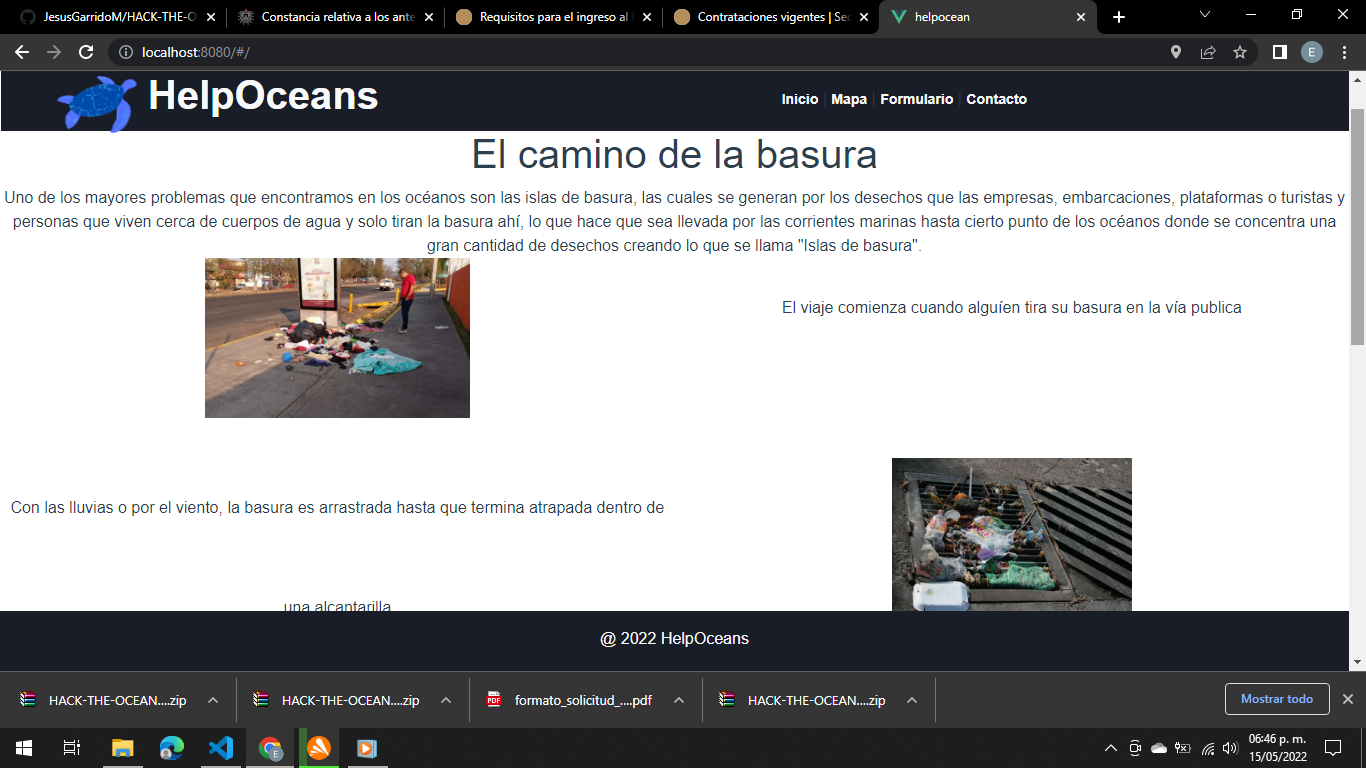 JesusGarridoM/HACK-THE-O
Constancia relativa a los ante
Requisitos para el ingreso al
Contrataciones vigentes | Sec
helpocean
localhost:8080/#/
E
HelpOceans
Inicio | Mapa | Formulario | Contacto
El camino de la basura
Uno de los mayores problemas que encontramos en los océanos son las islas de basura, las cuales se generan por los desechos que las empresas, embarcaciones, plataformas o turistas y
personas que viven cerca de cuerpos de agua y solo tiran la basura ahí, lo que hace que sea llevada por las corrientes marinas hasta cierto punto de los océanos donde se concentra una
gran cantidad de desechos creando lo que se llama "Islas de basura".
El viaje comienza cuando alguíen tira su basura en la vía publica
Con las lluvias o por el viento, la basura es arrastrada hasta que termina atrapada dentro de
una alcantarilla
@ 2022 HelpOceans
HACK-THE-OCEAN....zip
HACK-THE-OCEAN....zip
PDF
formato_solicitud_....pdf
HACK-THE-OCEAN....zip
Mostrar todo
E
06:46 p. m.
15/05/2022